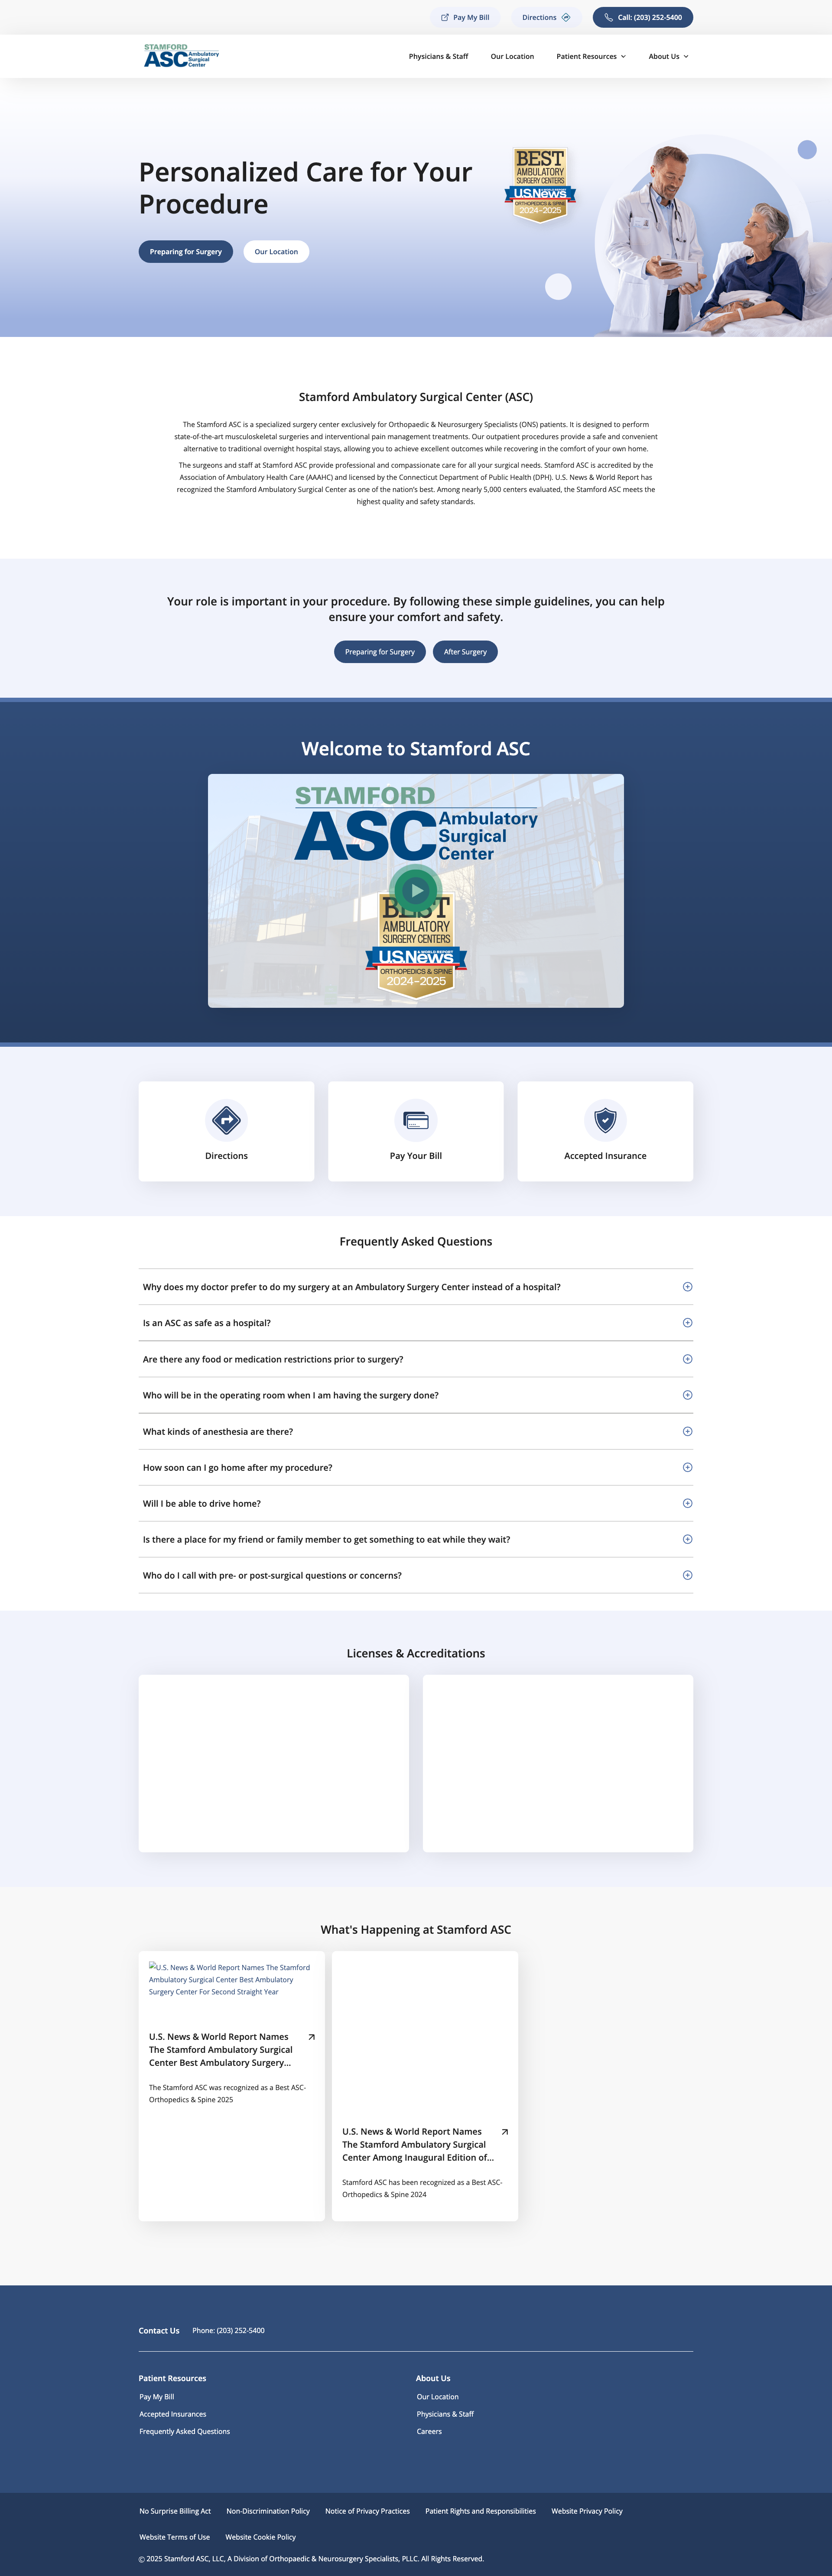 Pay My Bill
Directions
Call: (203) 252-5400
STAMFORD
ASC Ambulatory
Surgical
Center
Physicians & Staff
Our Location
Patient Resources
About Us
Personalized Care for Your
Procedure
BEST
AMBULATORY
SURGERY CENTERS
U.S.News
ORTHOPEDICS & SPINE
2024-2025
Preparing for Surgery
Our Location
Stamford Ambulatory Surgical Center (ASC)
The Stamford ASC is a specialized surgery center exclusively for Orthopaedic & Neurosurgery Specialists (ONS) patients. It is designed to perform
state-of-the-art musculoskeletal surgeries and interventional pain management treatments. Our outpatient procedures provide a safe and convenient
alternative to traditional overnight hospital stays, allowing you to achieve excellent outcomes while recovering in the comfort of your own home.
The surgeons and staff at Stamford ASC provide professional and compassionate care for all your surgical needs. Stamford ASC is accredited by the
Association of Ambulatory Health Care (AAAHC) and licensed by the Connecticut Department of Public Health (DPH). U.S. News & World Report has
recognized the Stamford Ambulatory Surgical Center as one of the nation's best. Among nearly 5,000 centers evaluated, the Stamford ASC meets the
highest quality and safety standards.
Your role is important in your procedure. By following these simple guidelines, you can help
ensure your comfort and safety.
Preparing for Surgery
After Surgery
Welcome to Stamford ASC
STAMFORD
ASC Ambulatory
Surgical
Center
BEST
AMBULATORY
SURGERY CENTERS
U.S.News
ORTHOPEDICS & SPINE
2024-2025
Directions
Pay Your Bill
Accepted Insurance
Frequently Asked Questions
Why does my doctor prefer to do my surgery at an Ambulatory Surgery Center instead of a hospital?
Is an ASC as safe as a hospital?
Are there any food or medication restrictions prior to surgery?
Who will be in the operating room when I am having the surgery done?
What kinds of anesthesia are there?
How soon can I go home after my procedure?
Will I be able to drive home?
Is there a place for my friend or family member to get something to eat while they wait?
Who do I call with pre- or post-surgical questions or concerns?
Licenses & Accreditations
What's Happening at Stamford ASC
U.S. News & World Report Names The Stamford
Ambulatory Surgical Center Best Ambulatory
Surgery Center For Second Straight Year
U.S. News & World Report Names
The Stamford Ambulatory Surgical
Center Best Ambulatory Surgery...
The Stamford ASC was recognized as a Best ASC-
Orthopedics & Spine 2025
U.S. News & World Report Names
The Stamford Ambulatory Surgical
Center Among Inaugural Edition of...
Stamford ASC has been recognized as a Best ASC-
Orthopedics & Spine 2024
Contact Us
Phone: (203) 252-5400
Patient Resources
Pay My Bill
Accepted Insurances
Frequently Asked Questions
About Us
Our Location
Physicians & Staff
Careers
No Surprise Billing Act
Non-Discrimination Policy
Notice of Privacy Practices
Patient Rights and Responsibilities
Website Privacy Policy
Website Terms of Use
Website Cookie Policy
© 2025 Stamford ASC, LLC, A Division of Orthopaedic & Neurosurgery Specialists, PLLC. All Rights Reserved.